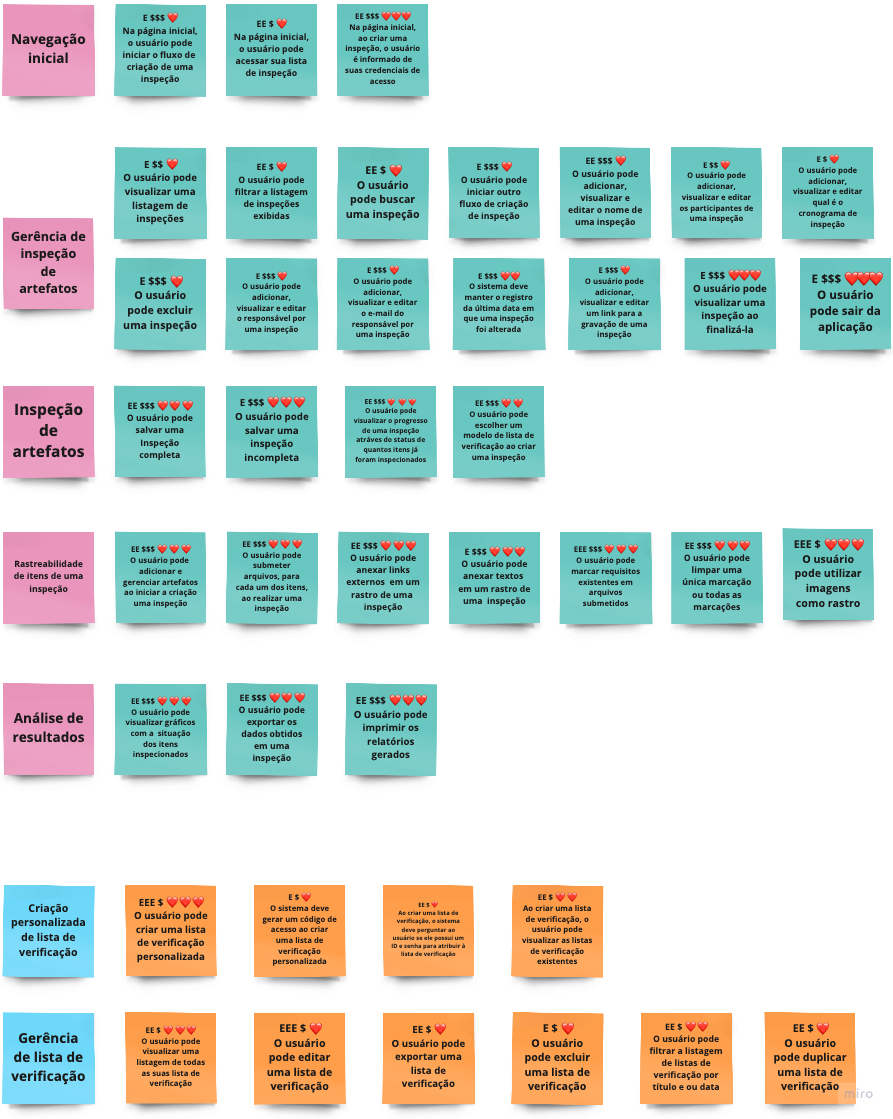 Navegação
inicial
E $$$ ❤️
Na página inicial,
o usuário pode
iniciar o fluxo de
criação de uma
inspeção
EE $ ❤️
Na página inicial,
o usuário pode
acessar sua lista
de inspeção
EE $$$ ❤️❤️❤️
Na página inicial,
ao criar uma
inspeção, o usuário
é informado de
suas credenciais de
acesso
Gerência de
inspeção
de
artefatos
E $$ ❤️
O usuário pode
visualizar uma
listagem de
inspeções
EE $ ❤️
O usuário pode
filtrar a listagem
de inspeções
exibidas
EE $ ❤️
O usuário
pode buscar
uma inspeção
E $$$ ❤️
O usuário pode
iniciar outro
fluxo de criação
de inspeção
EE $$$ ❤️
O usuário pode
adicionar,
visualizar e
editar o nome de
uma inspeção
E $$ ❤️
O usuário pode
adicionar,
visualizar e editar
os participantes de
uma inspeção
E $ ❤️
O usuário pode
adicionar,
visualizar e editar
qual é o
cronograma de
inspeção
E $$$ ❤️
O usuário
pode excluir
uma inspeção
E $$$ ❤️
O usuário pode
adicionar,
visualizar e editar
o responsável por
uma inspeção
E $$$ ❤️
O usuário pode
adicionar,
visualizar e editar
o e-mail do
responsável por
uma inspeção
E $$$ ❤️❤️
O sistema deve
manter o registro
da última data em
que uma inspeção
foi alterada
E $$$ ❤️
O usuário pode
adicionar,
visualizar e editar
um link para a
gravação de uma
inspeção
E $$$ ❤️❤️❤️
O usuário pode
visualizar uma
inspeção ao
finalizá-la
E $$$ ❤️❤️❤️
O usuário
pode sair da
aplicação
Inspeção
de
artefatos
EE $$$ ❤️ ❤️ ❤️
O usuário pode
salvar uma
Inspeção
completa
E $$$ ❤️❤️❤️
O usuário pode
salvar uma
inspeção
incompleta
EE $$$ ❤️ ❤️ ❤️
O usuário pode
visualizar o progresso
de uma inspeção
atráves do status de
quantos itens já
foram inspecionados
EE $$$ ❤️ ❤️
O usuário pode
escolher um
modelo de lista de
verificação ao criar
uma inspeção
Rastreabilidade
de itens de uma
inspeção
EE $$$ ❤️ ❤️ ❤️
O usuário pode
adicionar e
gerenciar artefatos
ao iniciar a criação
uma inspeção
EE $$$ ❤️ ❤️ ❤️
O usuário pode
submeter
arquivos, para
cada um dos itens,
ao realizar uma
inspeção
EE $$$ ❤️❤️❤️
O usuário pode
anexar links
externos em um
rastro de uma
inspeção
E $$$ ❤️ ❤️ ❤️
O usuário pode
anexar textos
em um rastro de
uma inspeção
EEE $$$ ❤️ ❤️ ❤️
O usuário pode
marcar requisitos
existentes em
arquivos
submetidos
EE $$$ ❤️❤️❤️
O usuário pode
limpar uma
única marcação
ou todas as
marcações
EEE $ ❤️❤️❤️
O usuário
pode utilizar
imagens
como rastro
Análise de
resultados
EE $$$ ❤️ ❤️ ❤️
O usuário pode
visualizar gráficos
com a situação
dos itens
inspecionados
EE $$$ ❤️ ❤️ ❤️
O usuário pode
exportar os
dados obtidos
em uma
inspeção
EE $$$ ❤️❤️❤️
O usuário pode
imprimir os
relatórios
gerados
Criação
personalizada
de lista de
verificação
EEE $ ❤️❤️❤️
O usuário pode
criar uma lista
de verificação
personalizada
E $ ❤️
O sistema deve
gerar um código de
acesso ao criar
uma lista de
verificação
personalizada
EE $ ❤️
Ao criar uma lista de
verificação, o sistema
deve perguntar ao
usuário se ele possui um
ID e senha para atribuir à
lista de verificação
EE $ ❤️❤️
Ao criar uma lista
de verificação, o
usuário pode
visualizar as listas
de verificação
existentes
Gerência
de lista de
verificação
EE $ ❤️ ❤️ ❤️
O usuário pode
visualizar uma
listagem de todas
as suas lista de
verificação
EEE $ ❤️
O usuário
pode editar
uma lista de
verificação
EE $ ❤️
O usuário pode
exportar uma
lista de
verificação
E $ ❤️
O usuário
pode excluir
uma lista de
verificação
EE $ ❤️❤️
O usuário pode
filtrar a listagem
de listas de
verificação por
título e ou data
EE $ ❤️
O usuário
pode duplicar
uma lista de
verificação
miro